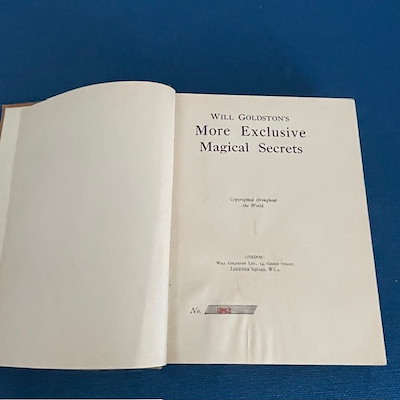 WILL GOLDSTON'S
More Exclusive
Magical Secrets
Copyrighted throughout
the World.
LONDON:
WILL GOLDSTON LTD., 14, GREEN STREET,
LEICESTER SQUARE, W.C.2.
No.